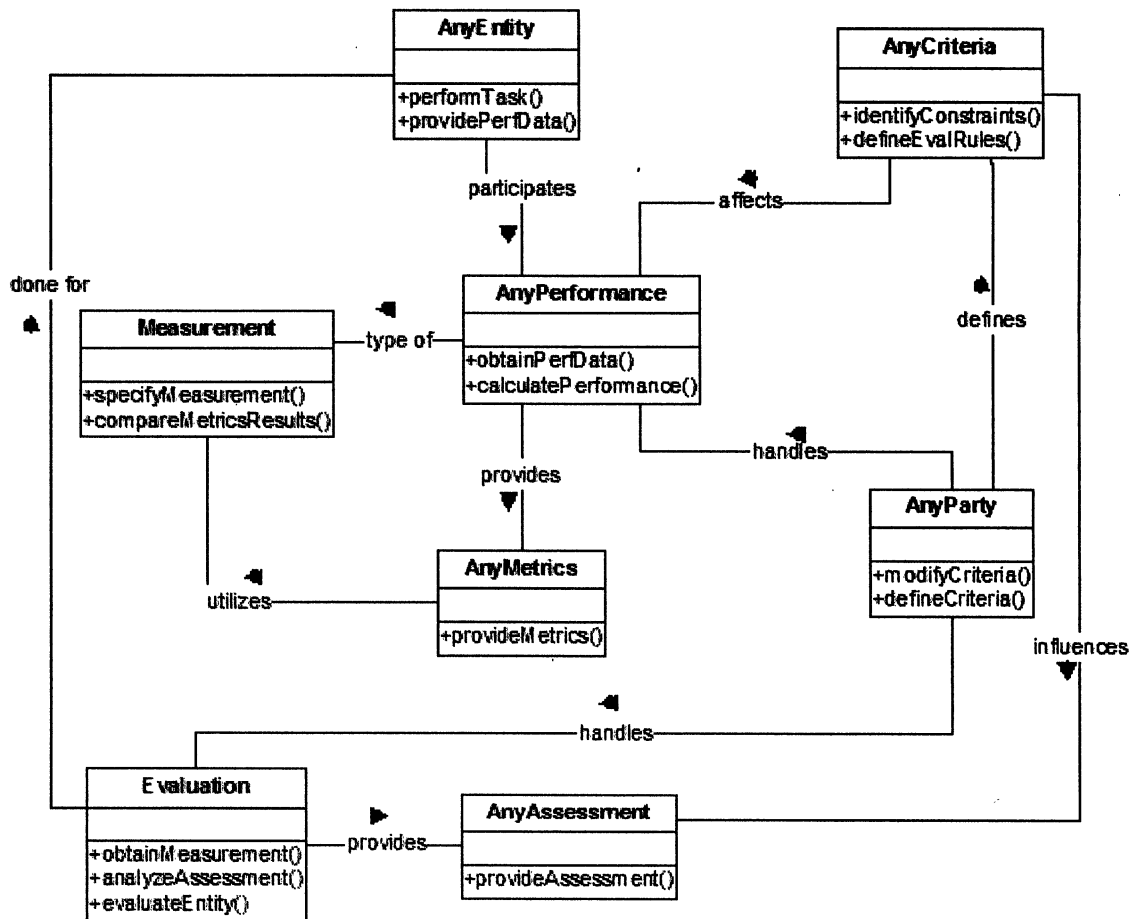 AnyEntity
+performTask()
+providePerfData()
AnyCriteria
+identifyConstraints()
+defineEvalRules()
participates
affects
done for
AnyPerformance
+obtainPerfData()
+calculatePerformance()
defines
Measurement
+specifyMeasurement()
+compareMetricsResults()
type of
handles
provides
AnyParty
+modifyCriteria()
+defineCriteria()
AnyMetrics
+provideMetrics()
utilizes
influences
handles
Evaluation
+obtainMeasurement()
+analyzeAssessment()
+evaluateEntity()
provides
AnyAssessment
+provideAssessment()